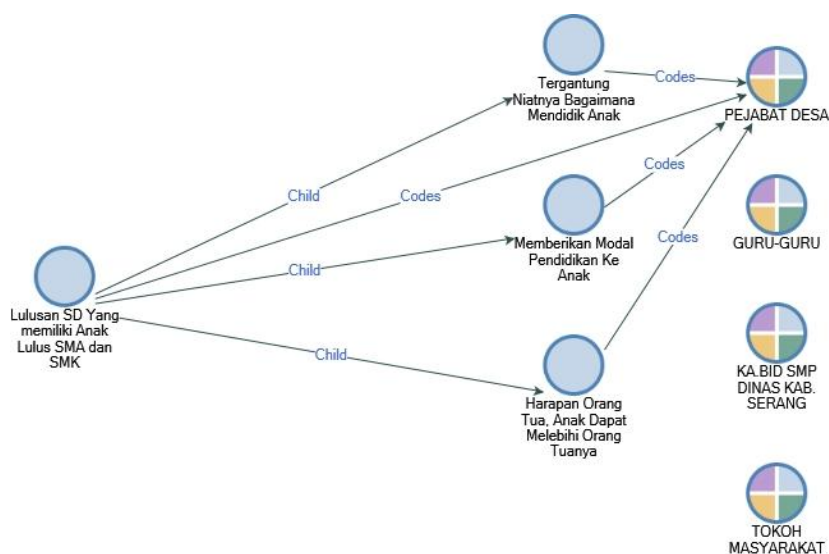 Tergantung
Niatnya Bagaimana
Mendidik Anak
Codes
PEJABAT DESA
Child
Codes
Codes
Memberikan Modal
Pendidikan Ke
Anak
GURU-GURU
Codes
Child
Lulusan SD Yang
memiliki Anak
Lulus SMA dan
SMK
Child
Harapan Orang
Tua, Anak Dapat
Melebihi Orang
Tuanya
KA.BID SMP
DINAS KAB.
SERANG
TOKOH
MASYARAKAT